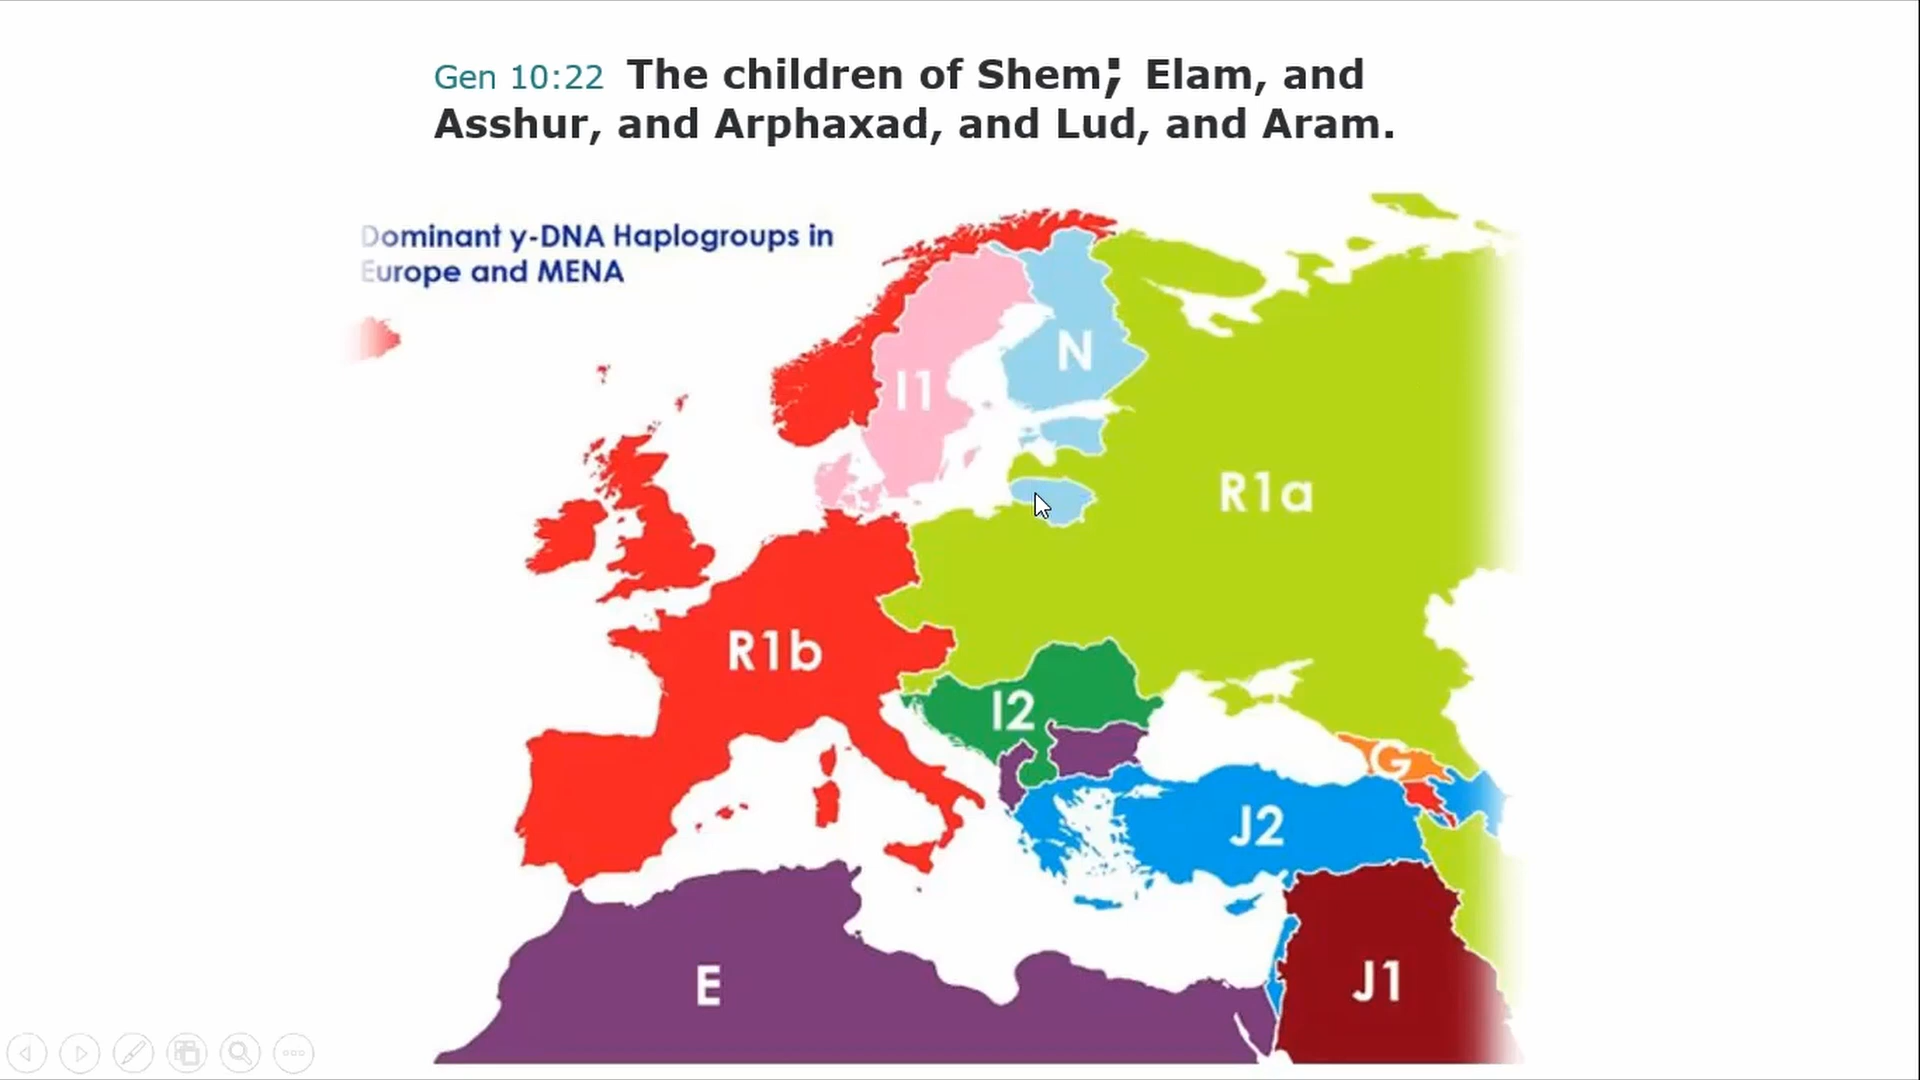 Gen 10:22 The children of Shem; Elam, and
Asshur, and Arphaxad, and Lud, and Aram.
Dominant y-DNA Haplogroups in
Europe and MENA
N
I1
R1a
R1b
I2
G
J2
E
J1